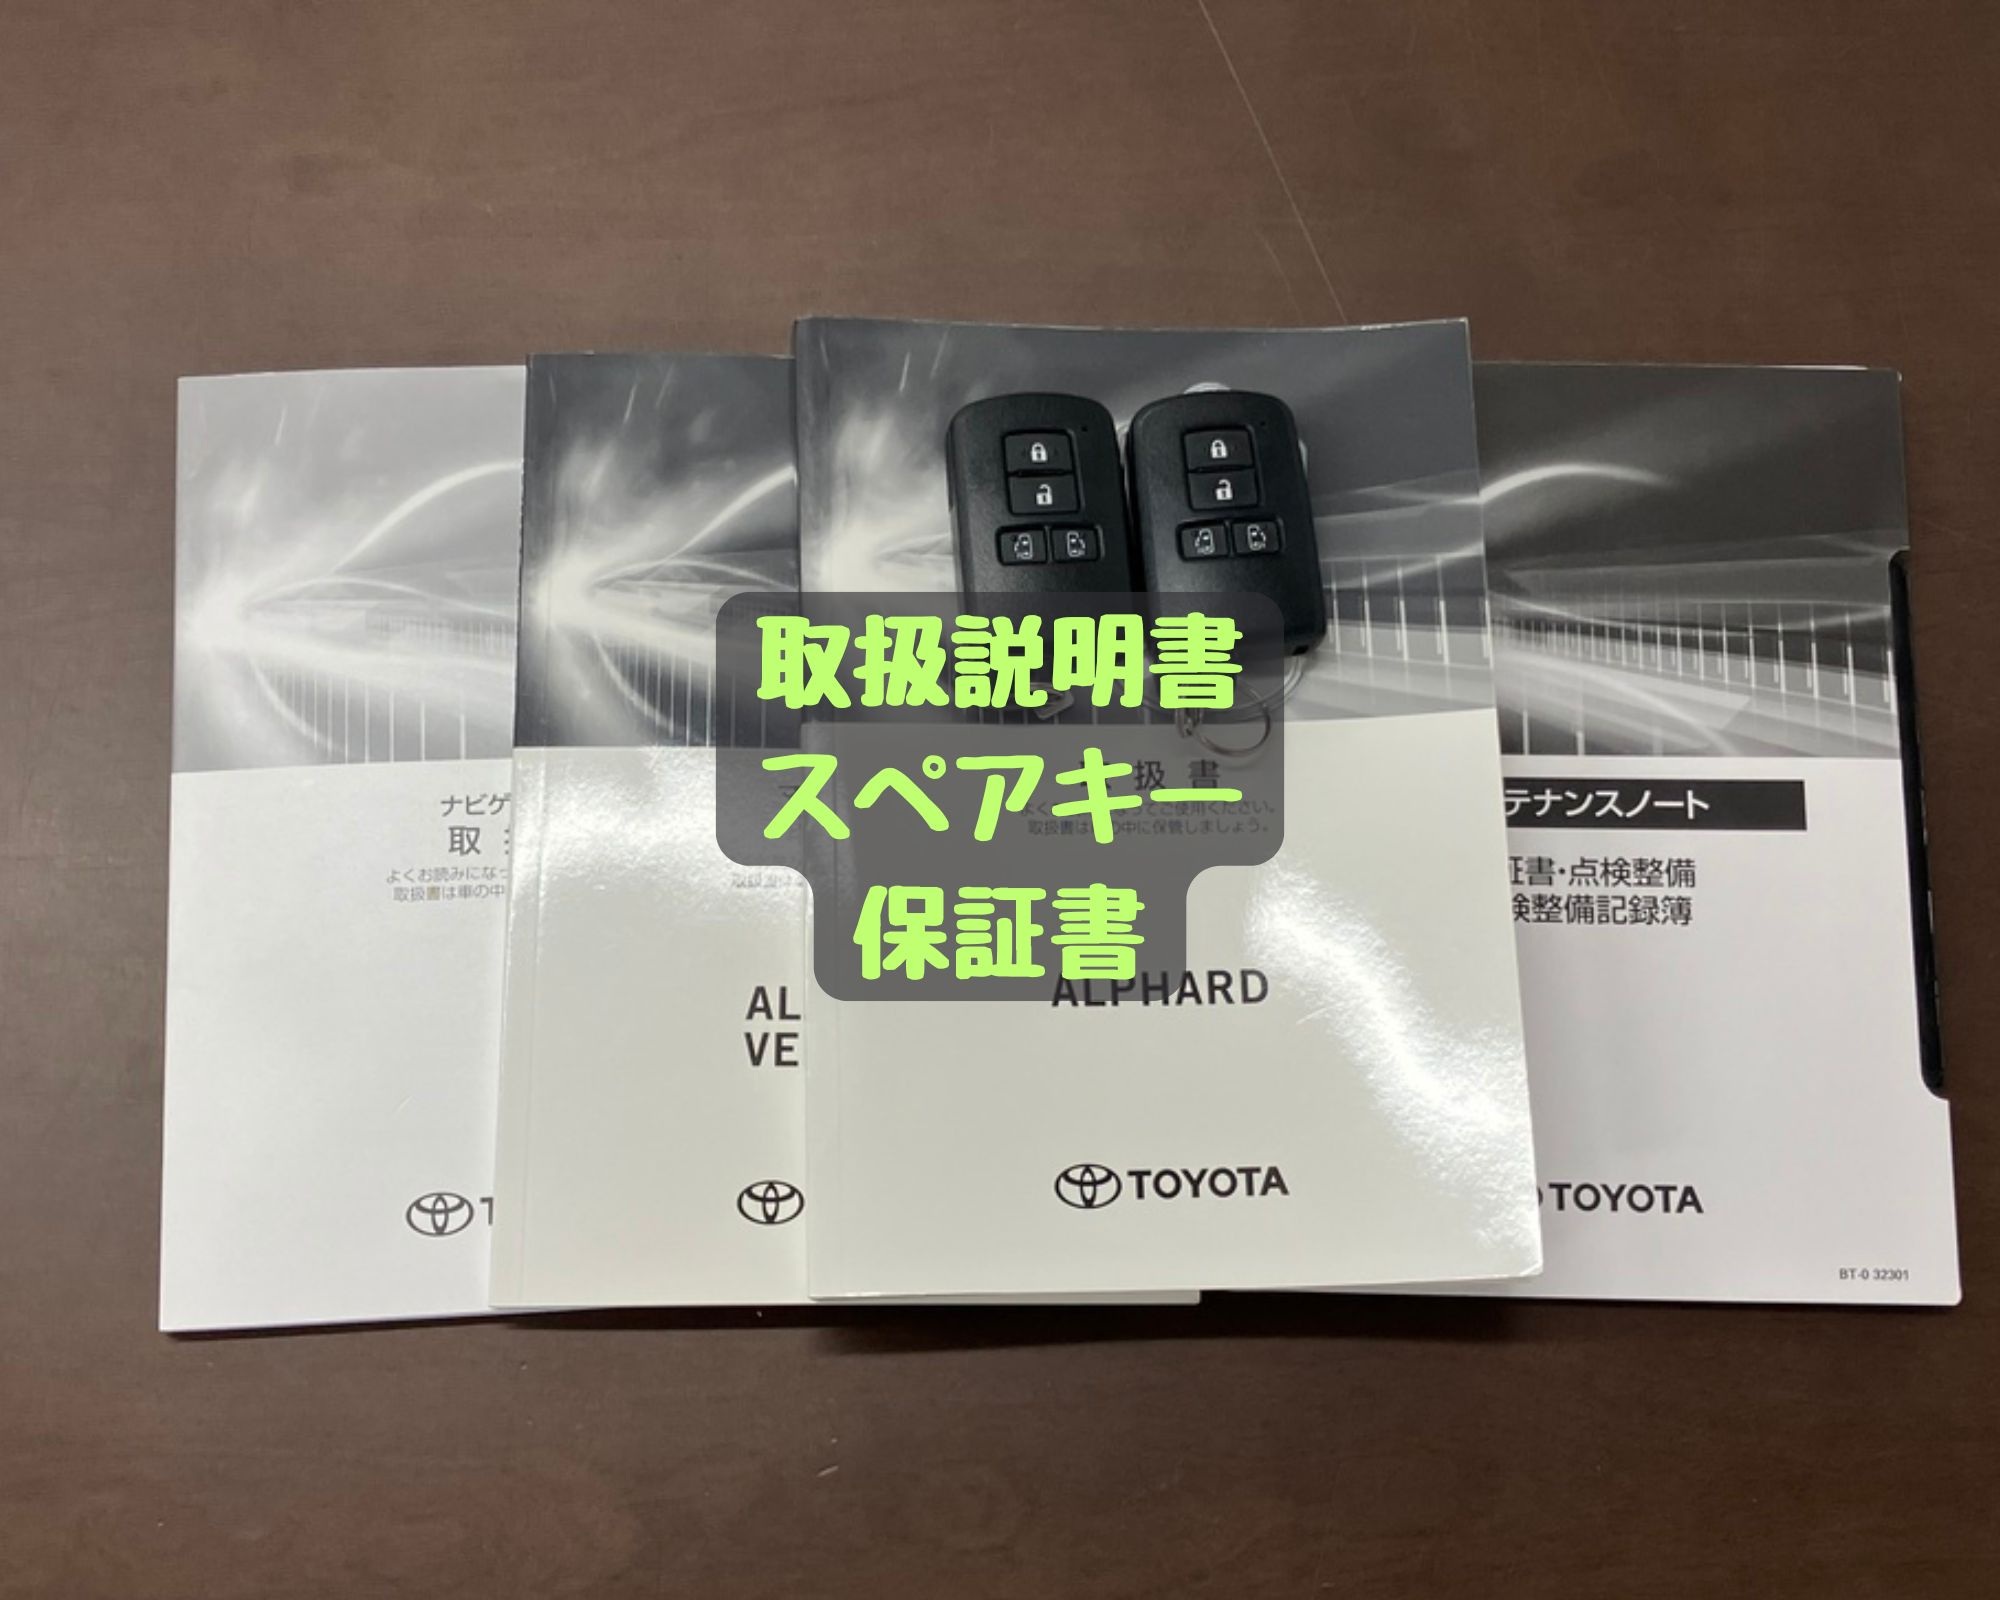 取扱説明書
スペアキー
保証書
ナビゲ
取
よくお読みになっ
取扱書は車の中
AL
VE
扱 書
取扱書は
の中に保管しましょう。
ALPHARD
TOYOTA
テナンスノート
証書・点検整備
検整備記録簿
TOYOTA
BT-0 32301